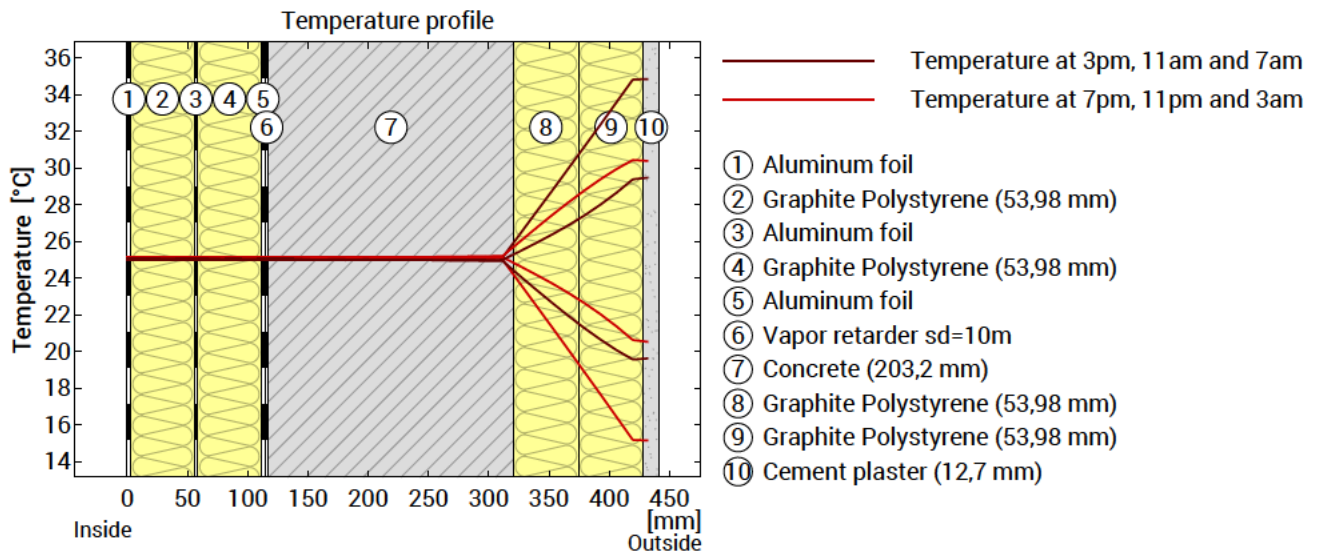 Temperature profile
Temperature [°C]
36
34
32
30
28
26
24
22
20
18
16
14
1
2
3
4
5
6
7
8
9
10
0
50
100
150
200
250
300
350
400
450
[mm]
Inside
Outside
Temperature at 3pm, 11am and 7am
Temperature at 7pm, 11pm and 3am
1 Aluminum foil
2 Graphite Polystyrene (53,98 mm)
3 Aluminum foil
4 Graphite Polystyrene (53,98 mm)
5 Aluminum foil
6 Vapor retarder sd=10m
7 Concrete (203,2 mm)
8 Graphite Polystyrene (53,98 mm)
9 Graphite Polystyrene (53,98 mm)
10 Cement plaster (12,7 mm)